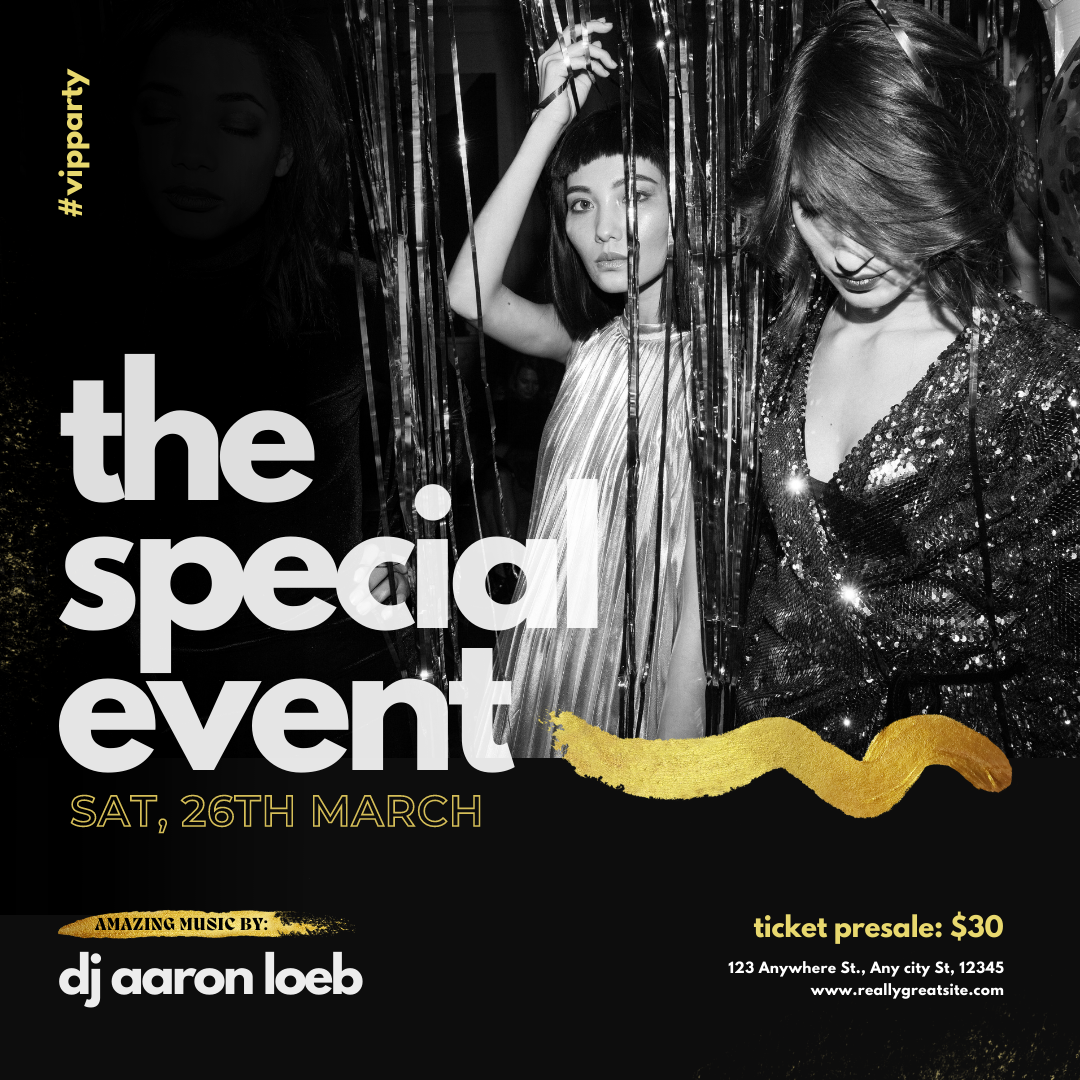 #vipparty
the
special
event
SAT, 26TH MARCH
AMAZING MUSIC BY:
dj aaron loeb
ticket presale: $30
123 Anywhere St., Any city St, 12345
www.reallygreatsite.com